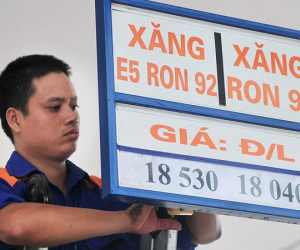 XĂNG XĂNG
E5 RON 92 RON 9
GIÁ: Đ/L
18 530 18 040